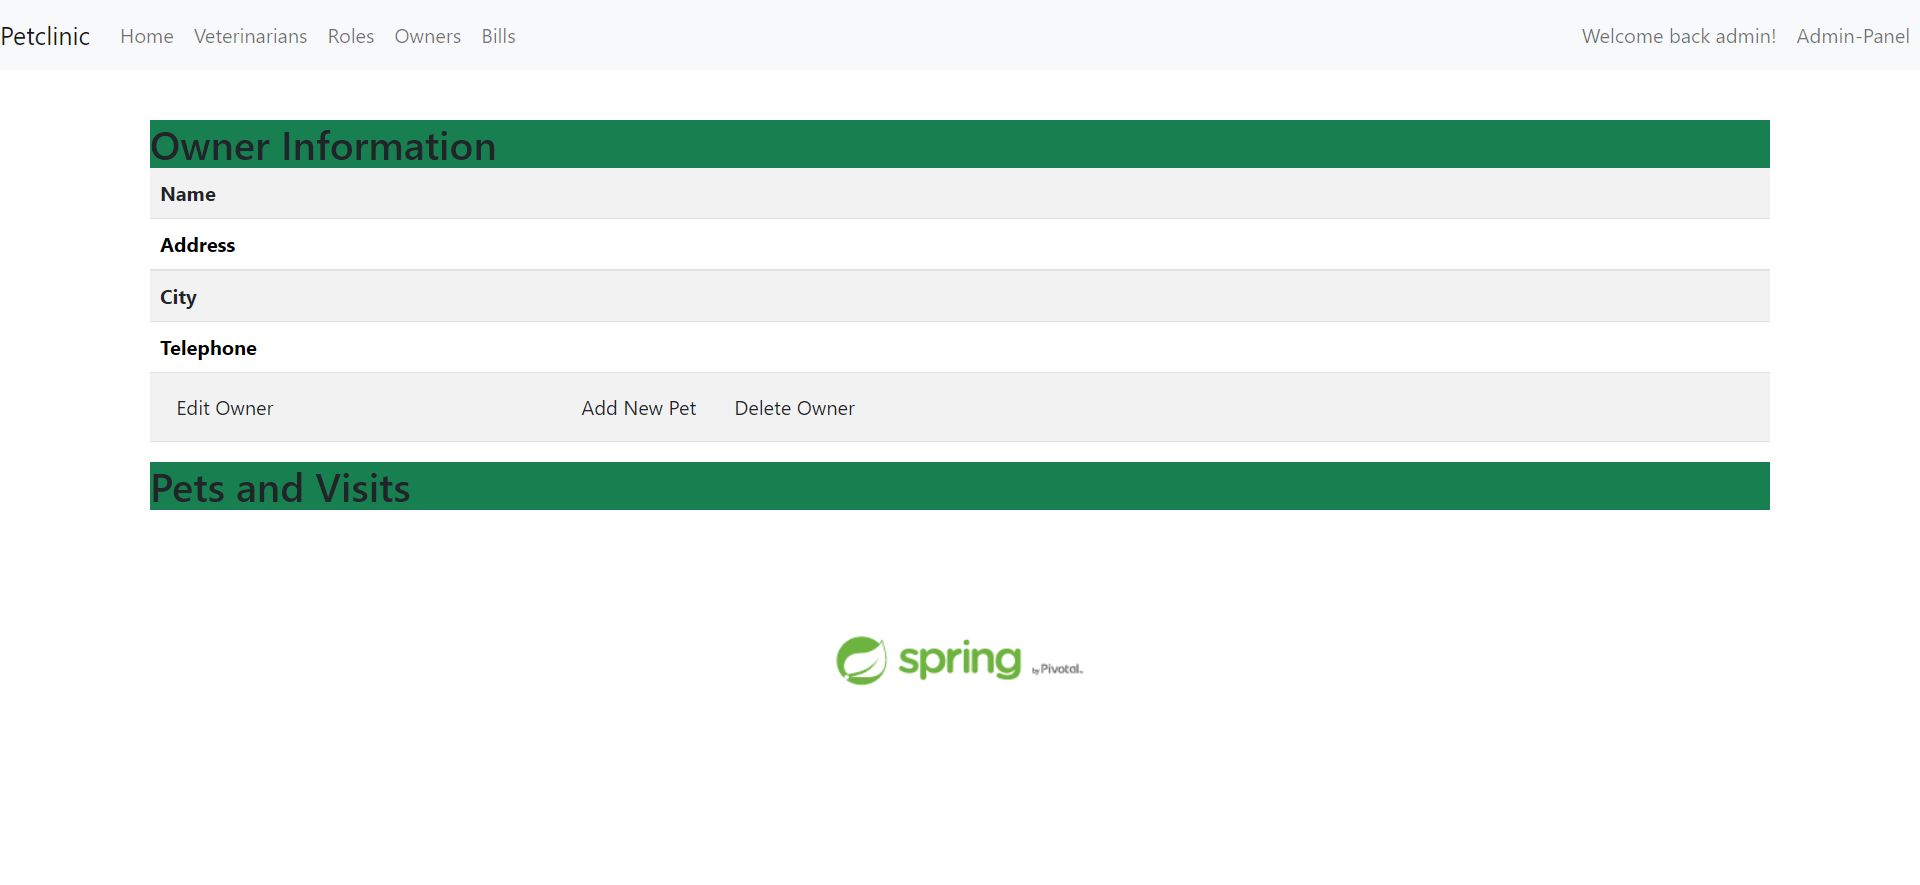 Petclinic Home Veterinarians Roles Owners Bills Welcome back admin! Admin-Panel
Owner Information
Name
Address
City
Telephone
Edit Owner Add New Pet Delete Owner
Pets and Visits
spring by Pivotal.